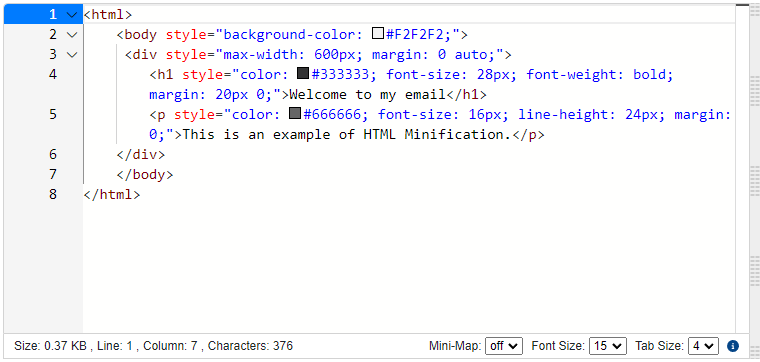 1 <html>
2 <body style="background-color: #F2F2F2;">
3 <div style="max-width: 600px; margin: 0 auto;">
4 <h1 style="color: #333333; font-size: 28px; font-weight: bold;
margin: 20px 0;">Welcome to my email</h1>
5 <p style="color: #666666; font-size: 16px; line-height: 24px; margin:
0;">This is an example of HTML Minification.</p>
6 </div>
7 </body>
8 </html>
Size: 0.37 KB , Line: 1 , Column: 7 , Characters: 376 Mini-Map: off Font Size: 15 Tab Size: 4 i